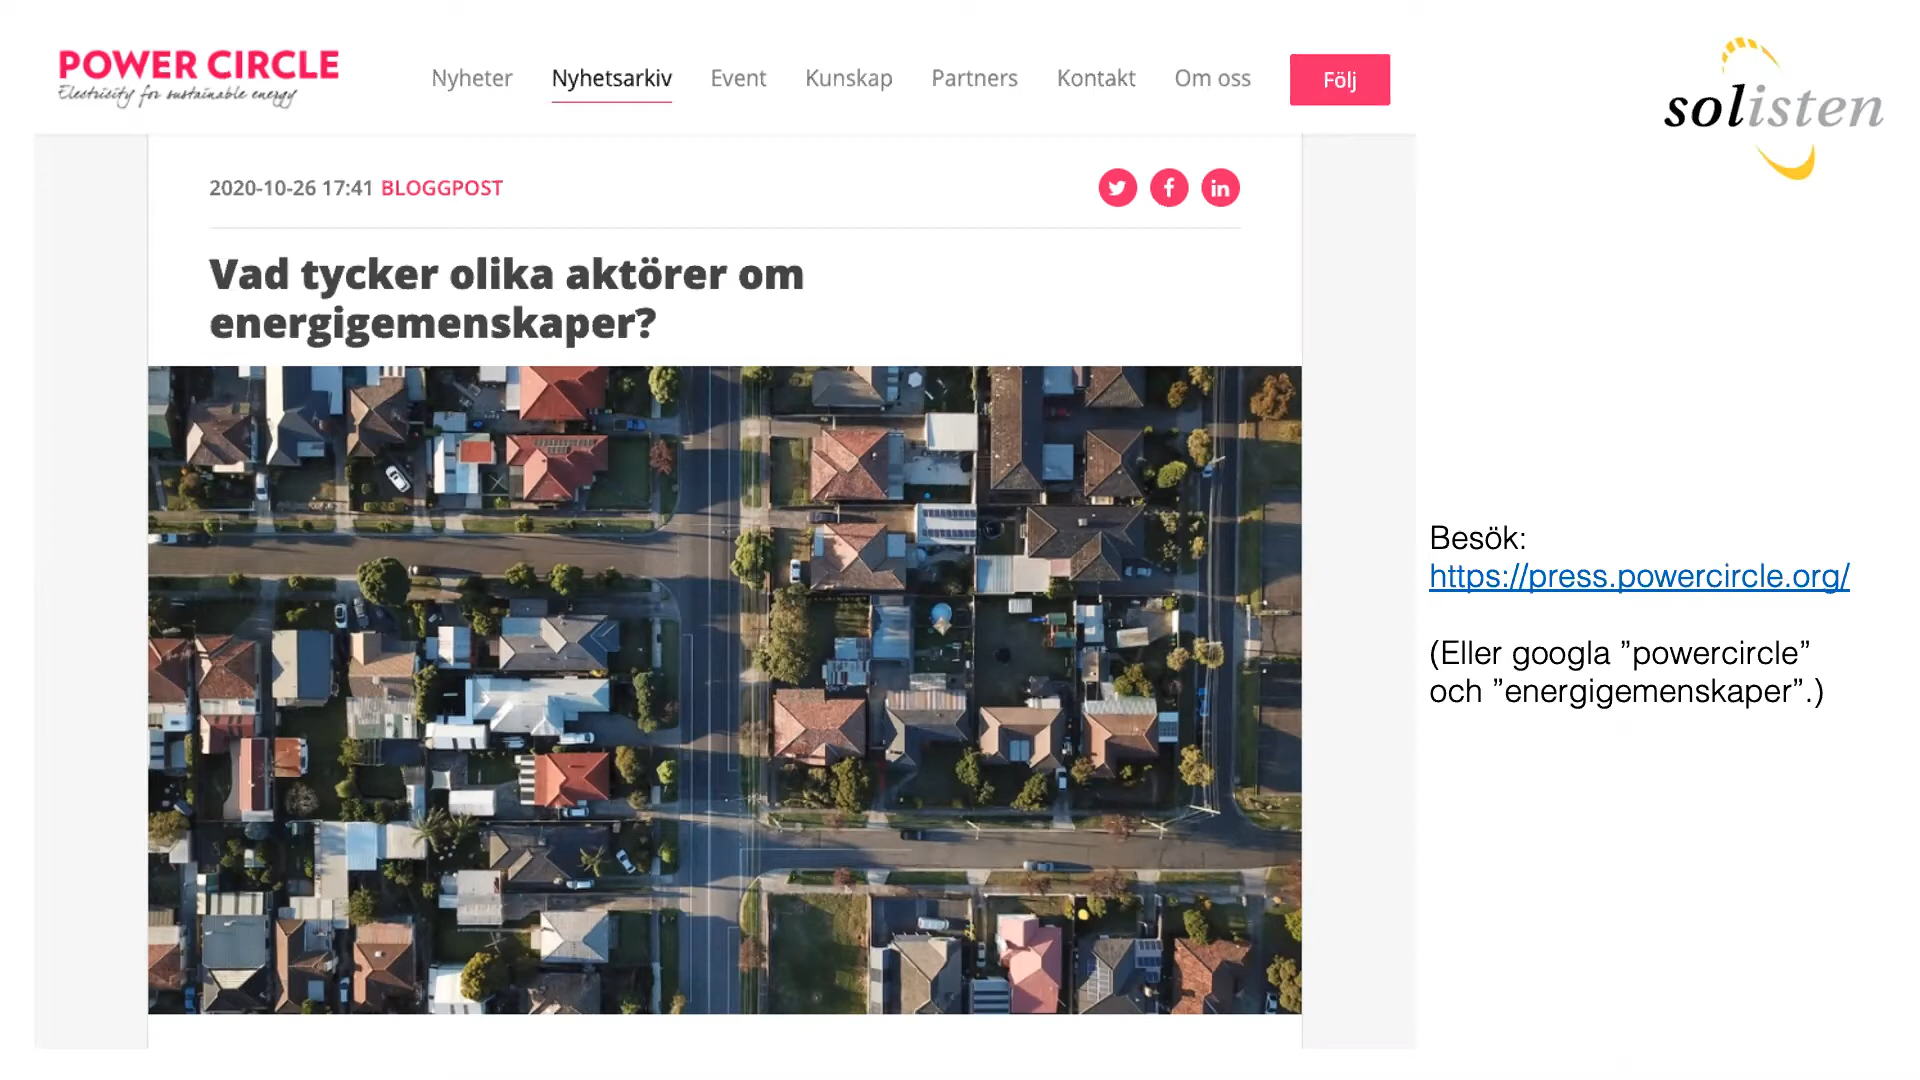 POWER CIRCLE
Electricity for sustainable energy
Nyheter Nyhetsarkiv Event Kunskap Partners Kontakt Om oss Följ
solisten
2020-10-26 17:41 BLOGGPOST
Vad tycker olika aktörer om
energigemenskaper?
Besök:
https://press.powercircle.org/
(Eller googla ”powercircle”
och ”energigemenskaper”.)